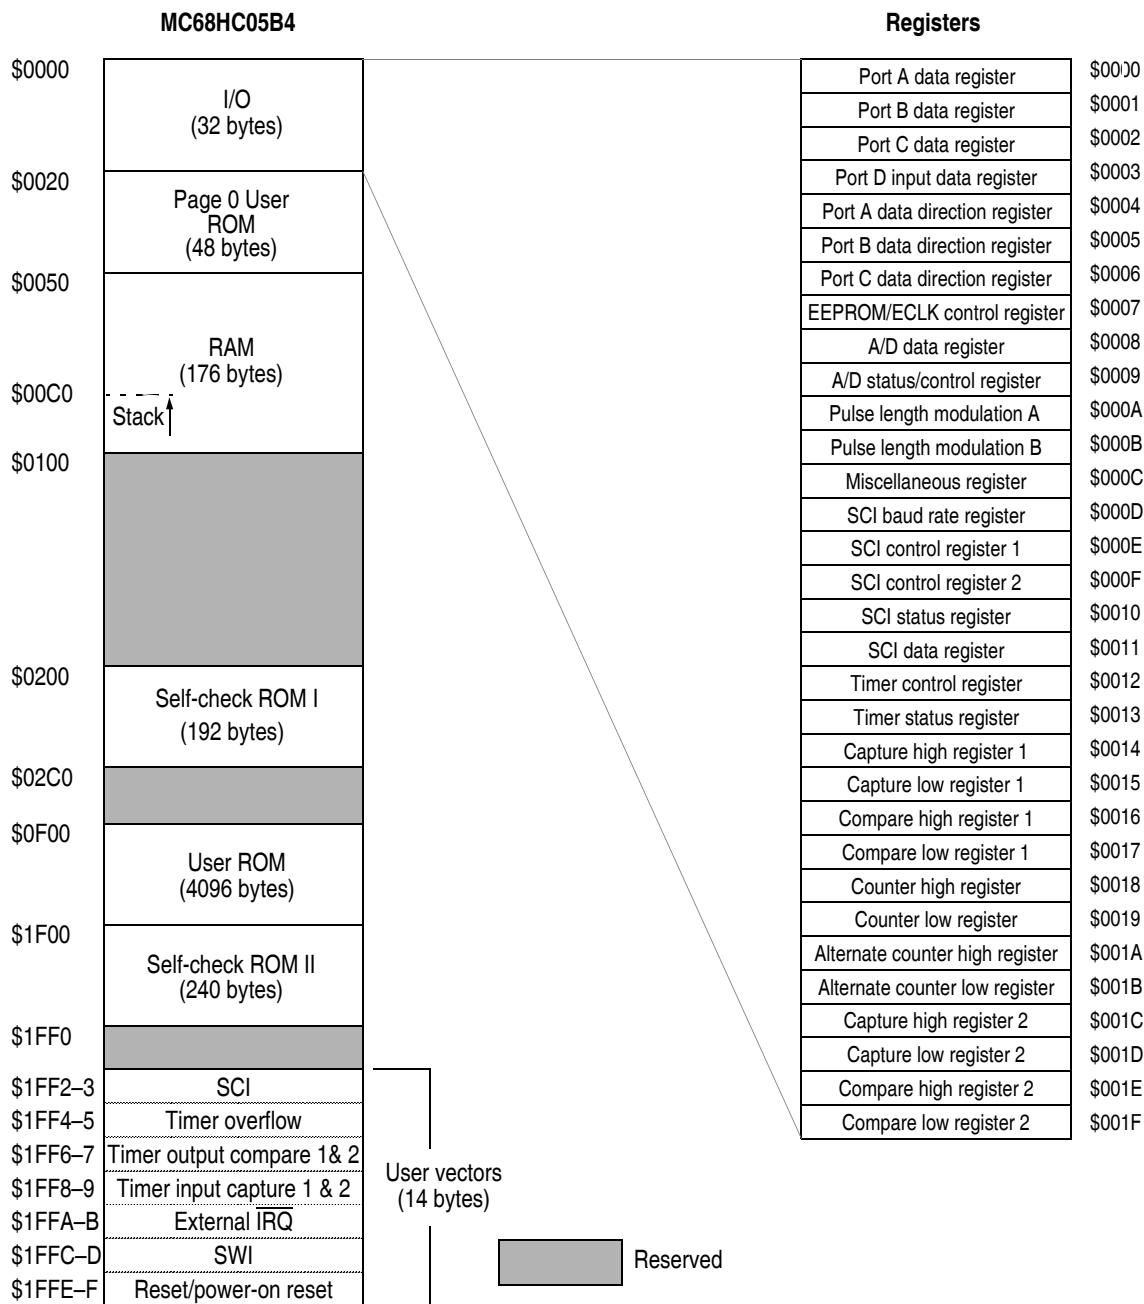 MC68HC05B4
$0000
I/O
(32 bytes)
$0020
Page 0 User
ROM
(48 bytes)
$0050
RAM
(176 bytes)
$00C0
Stack
$0100
$0200
Self-check ROM I
(192 bytes)
$02C0
$0F00
User ROM
(4096 bytes)
$1F00
Self-check ROM II
(240 bytes)
$1FF0
$1FF2–3 SCI
$1FF4–5 Timer overflow
$1FF6–7 Timer output compare 1& 2
$1FF8–9 Timer input capture 1 & 2
$1FFA–B External IRQ
$1FFC–D SWI
$1FFE–F Reset/power-on reset
User vectors
(14 bytes)
Reserved
Registers
Port A data register $0000
Port B data register $0001
Port C data register $0002
Port D input data register $0003
Port A data direction register $0004
Port B data direction register $0005
Port C data direction register $0006
EEPROM/ECLK control register $0007
A/D data register $0008
A/D status/control register $0009
Pulse length modulation A $000A
Pulse length modulation B $000B
Miscellaneous register $000C
SCI baud rate register $000D
SCI control register 1 $000E
SCI control register 2 $000F
SCI status register $0010
SCI data register $0011
Timer control register $0012
Timer status register $0013
Capture high register 1 $0014
Capture low register 1 $0015
Compare high register 1 $0016
Compare low register 1 $0017
Counter high register $0018
Counter low register $0019
Alternate counter high register $001A
Alternate counter low register $001B
Capture high register 2 $001C
Capture low register 2 $001D
Compare high register 2 $001E
Compare low register 2 $001F